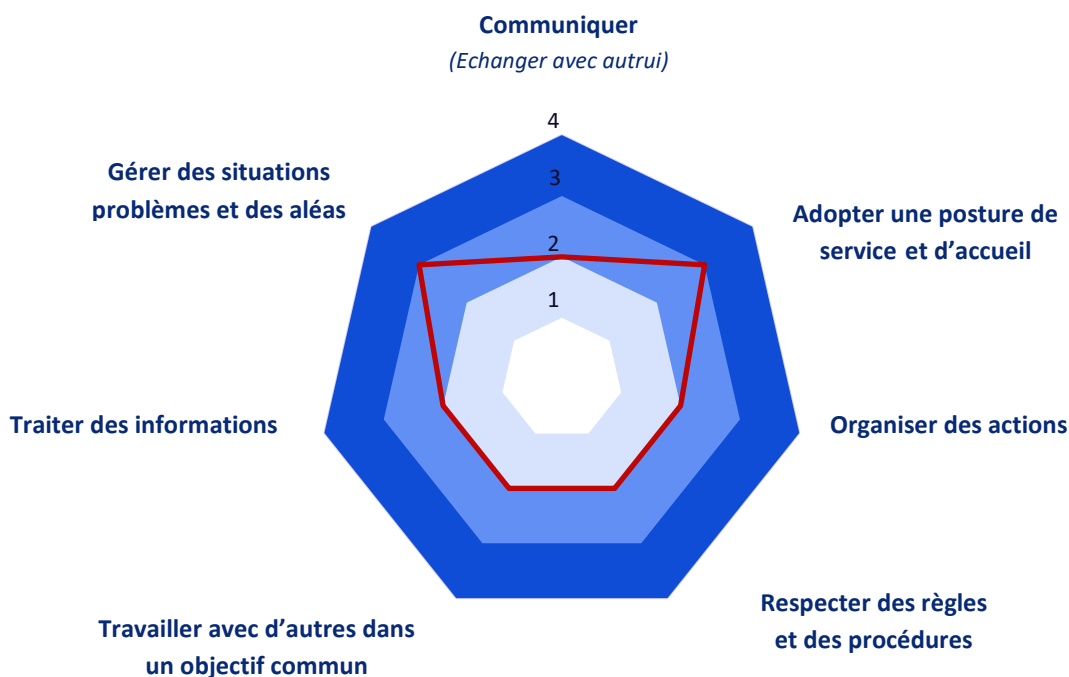 Communiquer
(Echanger avec autrui)
4
3
2
1
Gérer des situations
problèmes et des aléas
Adopter une posture de
service et d’accueil
Traiter des informations
Organiser des actions
Travailler avec d’autres dans
un objectif commun
Respecter des règles
et des procédures